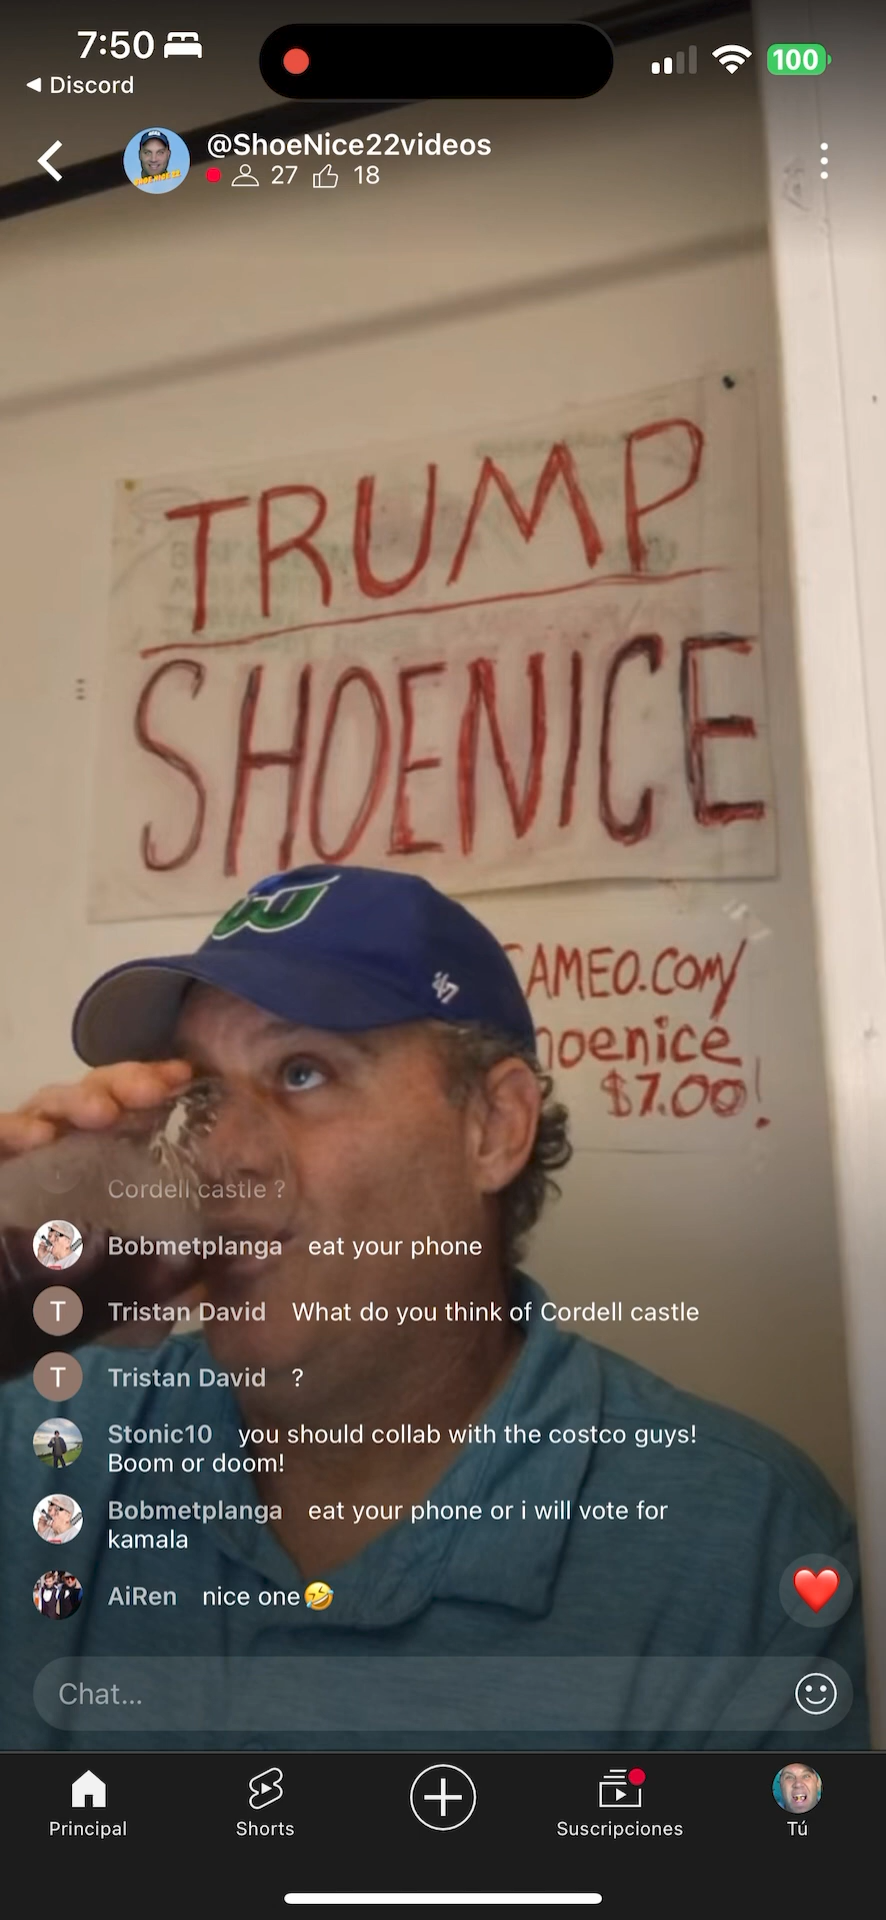 7:50
100
◀ Discord
@ShoeNice22videos
27 18
TRUMP
SHOENICE
CAMEO.COM/
hoenice
$7.00!
Cordell castle ?
Bobmetplanga eat your phone
T Tristan David What do you think of Cordell castle
T Tristan David ?
Stonic10 you should collab with the costco guys!
Boom or doom!
Bobmetplanga eat your phone or i will vote for
kamala
AiRen nice one🤣
Chat...
Principal
Shorts
Suscripciones
Tú